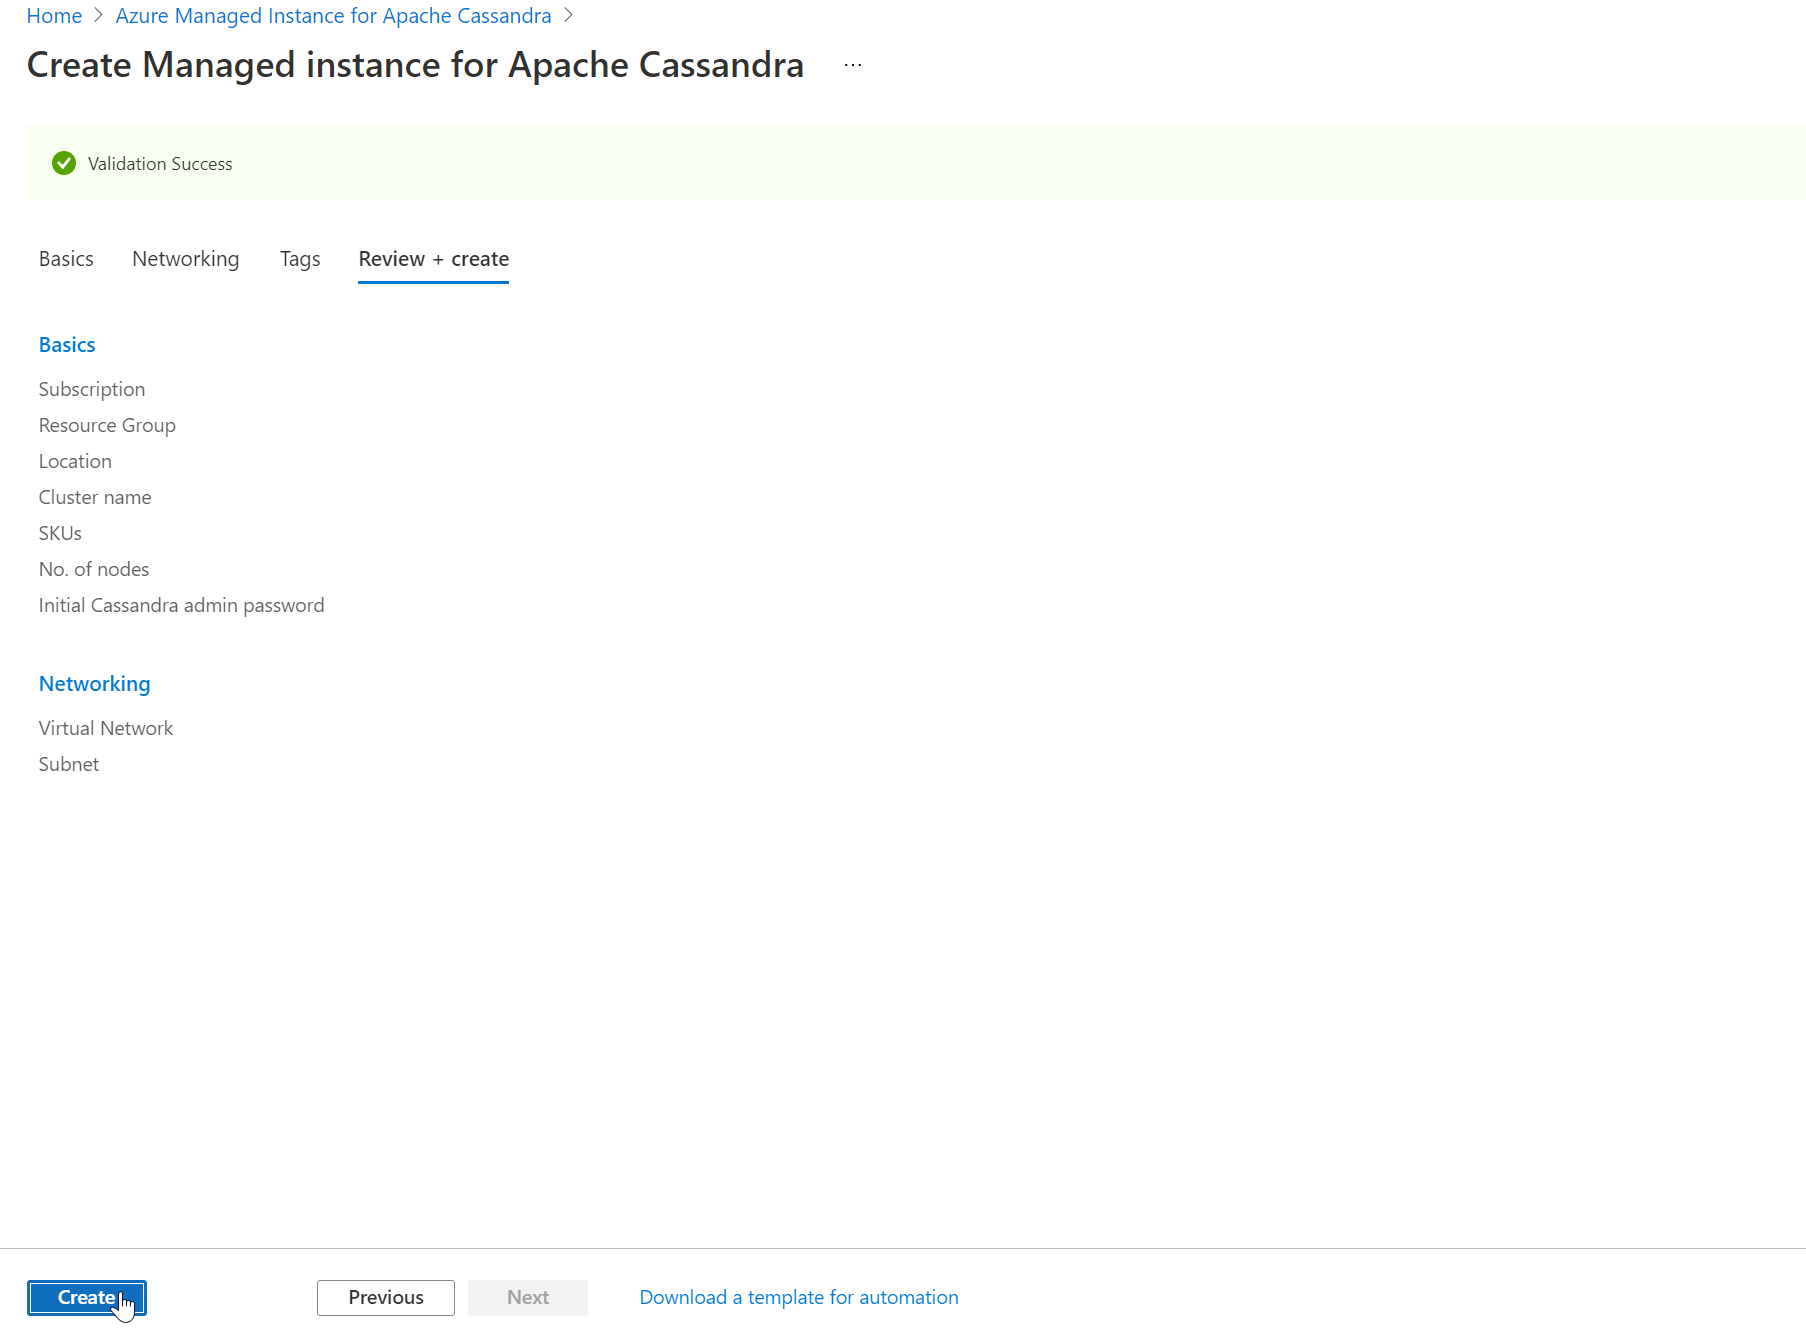 Home > Azure Managed Instance for Apache Cassandra >
Create Managed instance for Apache Cassandra ...
Validation Success
Basics Networking Tags Review + create
Basics
Subscription
Resource Group
Location
Cluster name
SKUs
No. of nodes
Initial Cassandra admin password
Networking
Virtual Network
Subnet
Create Previous Next Download a template for automation